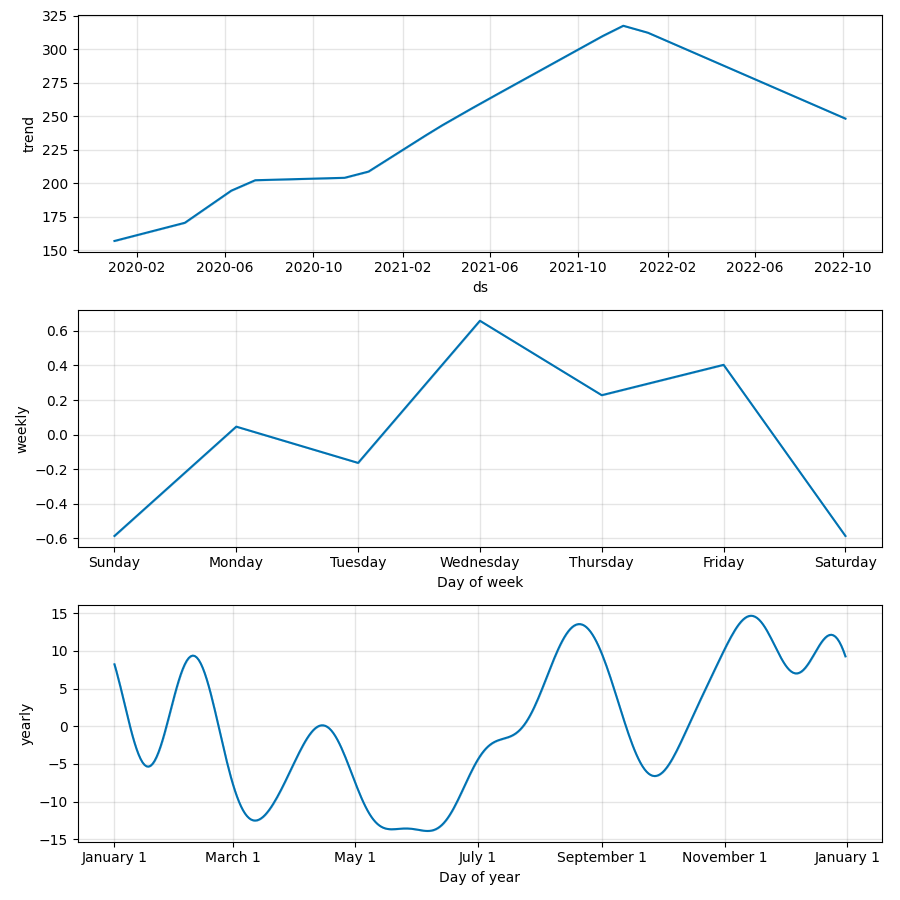 325
300
275
250
225
200
175
150
trend
2020-02 2020-06 2020-10 2021-02 2021-06 2021-10 2022-02 2022-06 2022-10
ds
0.6
0.4
0.2
0.0
−0.2
−0.4
−0.6
weekly
Sunday Monday Tuesday Wednesday Thursday Friday Saturday
Day of week
15
10
5
0
−5
−10
−15
yearly
January 1 March 1 May 1 July 1 September 1 November 1 January 1
Day of year